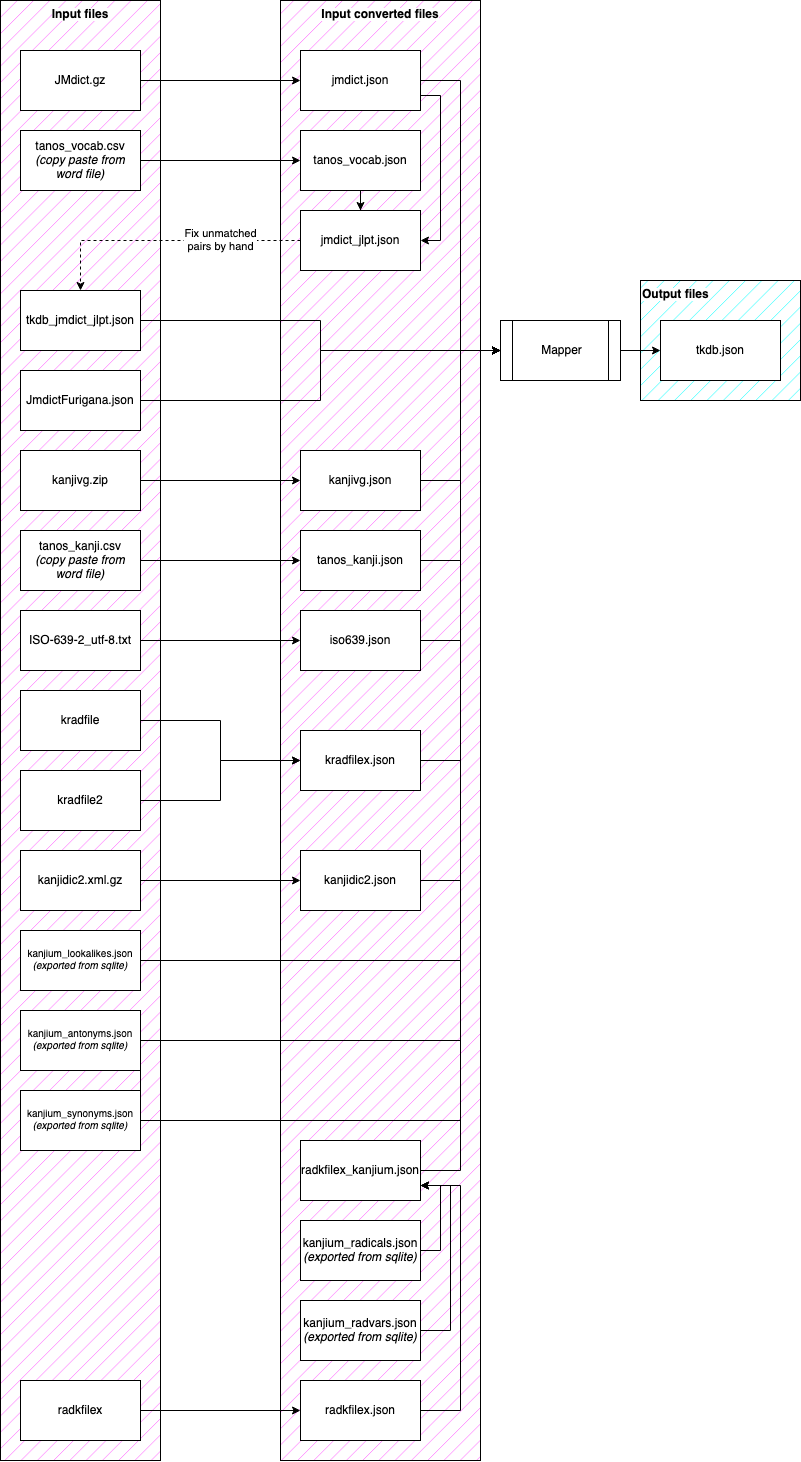 Input files
Input converted files
JMdict.gz
jmdict.json
tanos_vocab.csv
(copy paste from
word file)
tanos_vocab.json
Fix unmatched
pairs by hand
jmdict_jlpt.json
Output files
tkdb_jmdict_jlpt.json
Mapper
tkdb.json
JmdictFurigana.json
kanjivg.zip
kanjivg.json
tanos_kanji.csv
(copy paste from
word file)
tanos_kanji.json
ISO-639-2_utf-8.txt
iso639.json
kradfile
kradfilex.json
kradfile2
kanjidic2.xml.gz
kanjidic2.json
kanjium_lookalikes.json
(exported from sqlite)
kanjium_antonyms.json
(exported from sqlite)
kanjium_synonyms.json
(exported from sqlite)
radkfilex_kanjium.json
kanjium_radicals.json
(exported from sqlite)
kanjium_radvars.json
(exported from sqlite)
radkfilex
radkfilex.json